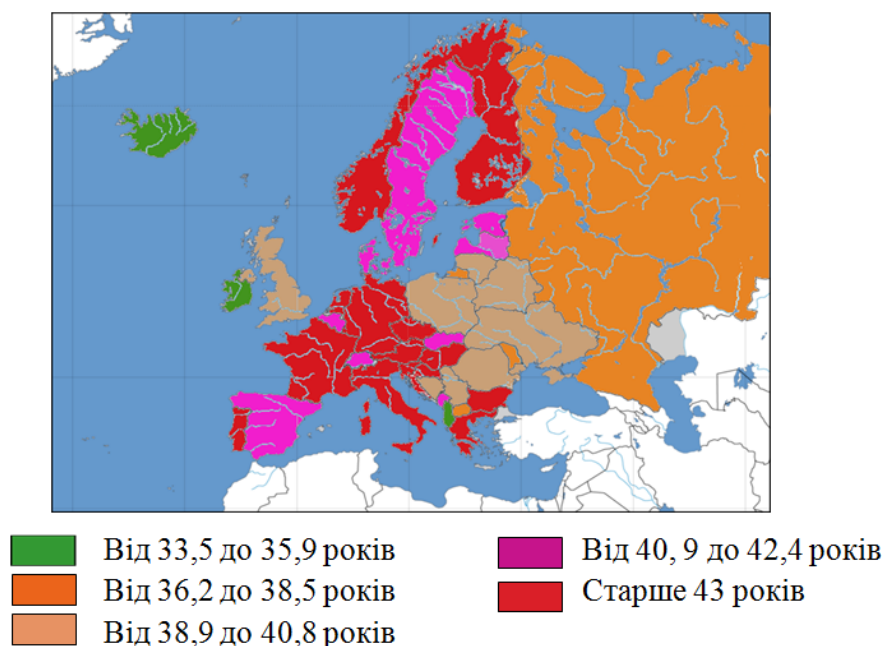 Від 33,5 до 35,9 років
Від 36,2 до 38,5 років
Від 38,9 до 40,8 років
Від 40, 9 до 42,4 років
Старше 43 років